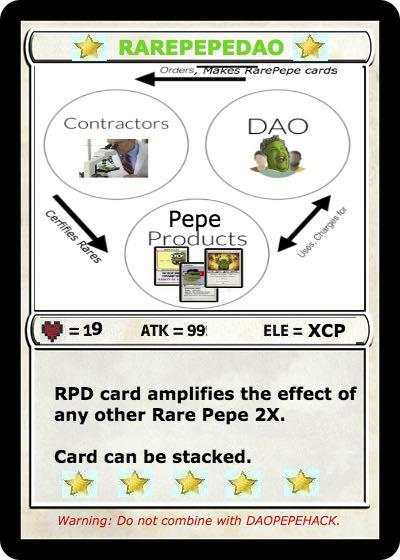 RAREPEPEDAO
Orders, Makes RarePepe cards
Contractors
DAO
Cerfifies Rares
Pepe
Products
Uses, Charges for
= 19
ATK = 99
ELE = XCP
RPD card amplifies the effect of
any other Rare Pepe 2X.
Card can be stacked.
Warning: Do not combine with DAOPEPEHACK.